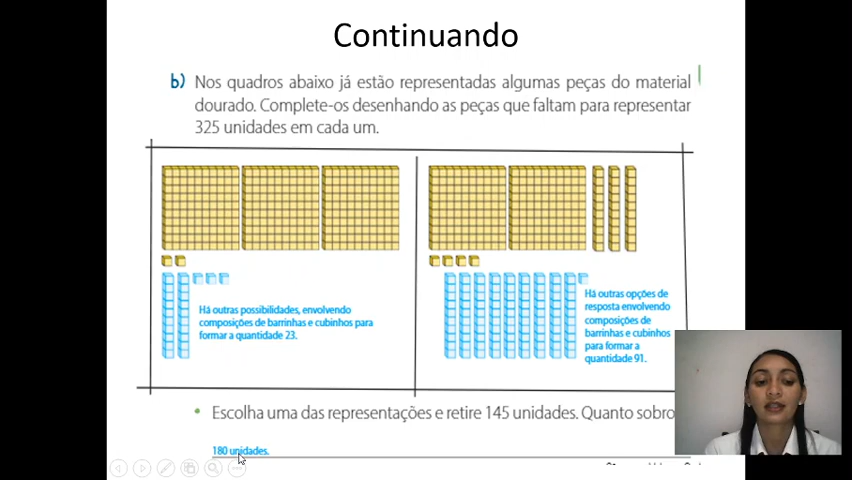 Continuando
b) Nos quadros abaixo já estão representadas algumas peças do material
dourado. Complete-os desenhando as peças que faltam para representar
325 unidades em cada um.
Há outras possibilidades, envolvendo
composições de barrinhas e cubinhos para
formar a quantidade 23.
Há outras opções de
resposta envolvendo
composições de
barrinhas e cubinhos
para formar a
quantidade 91.
• Escolha uma das representações e retire 145 unidades. Quanto sobro
180 unidades.